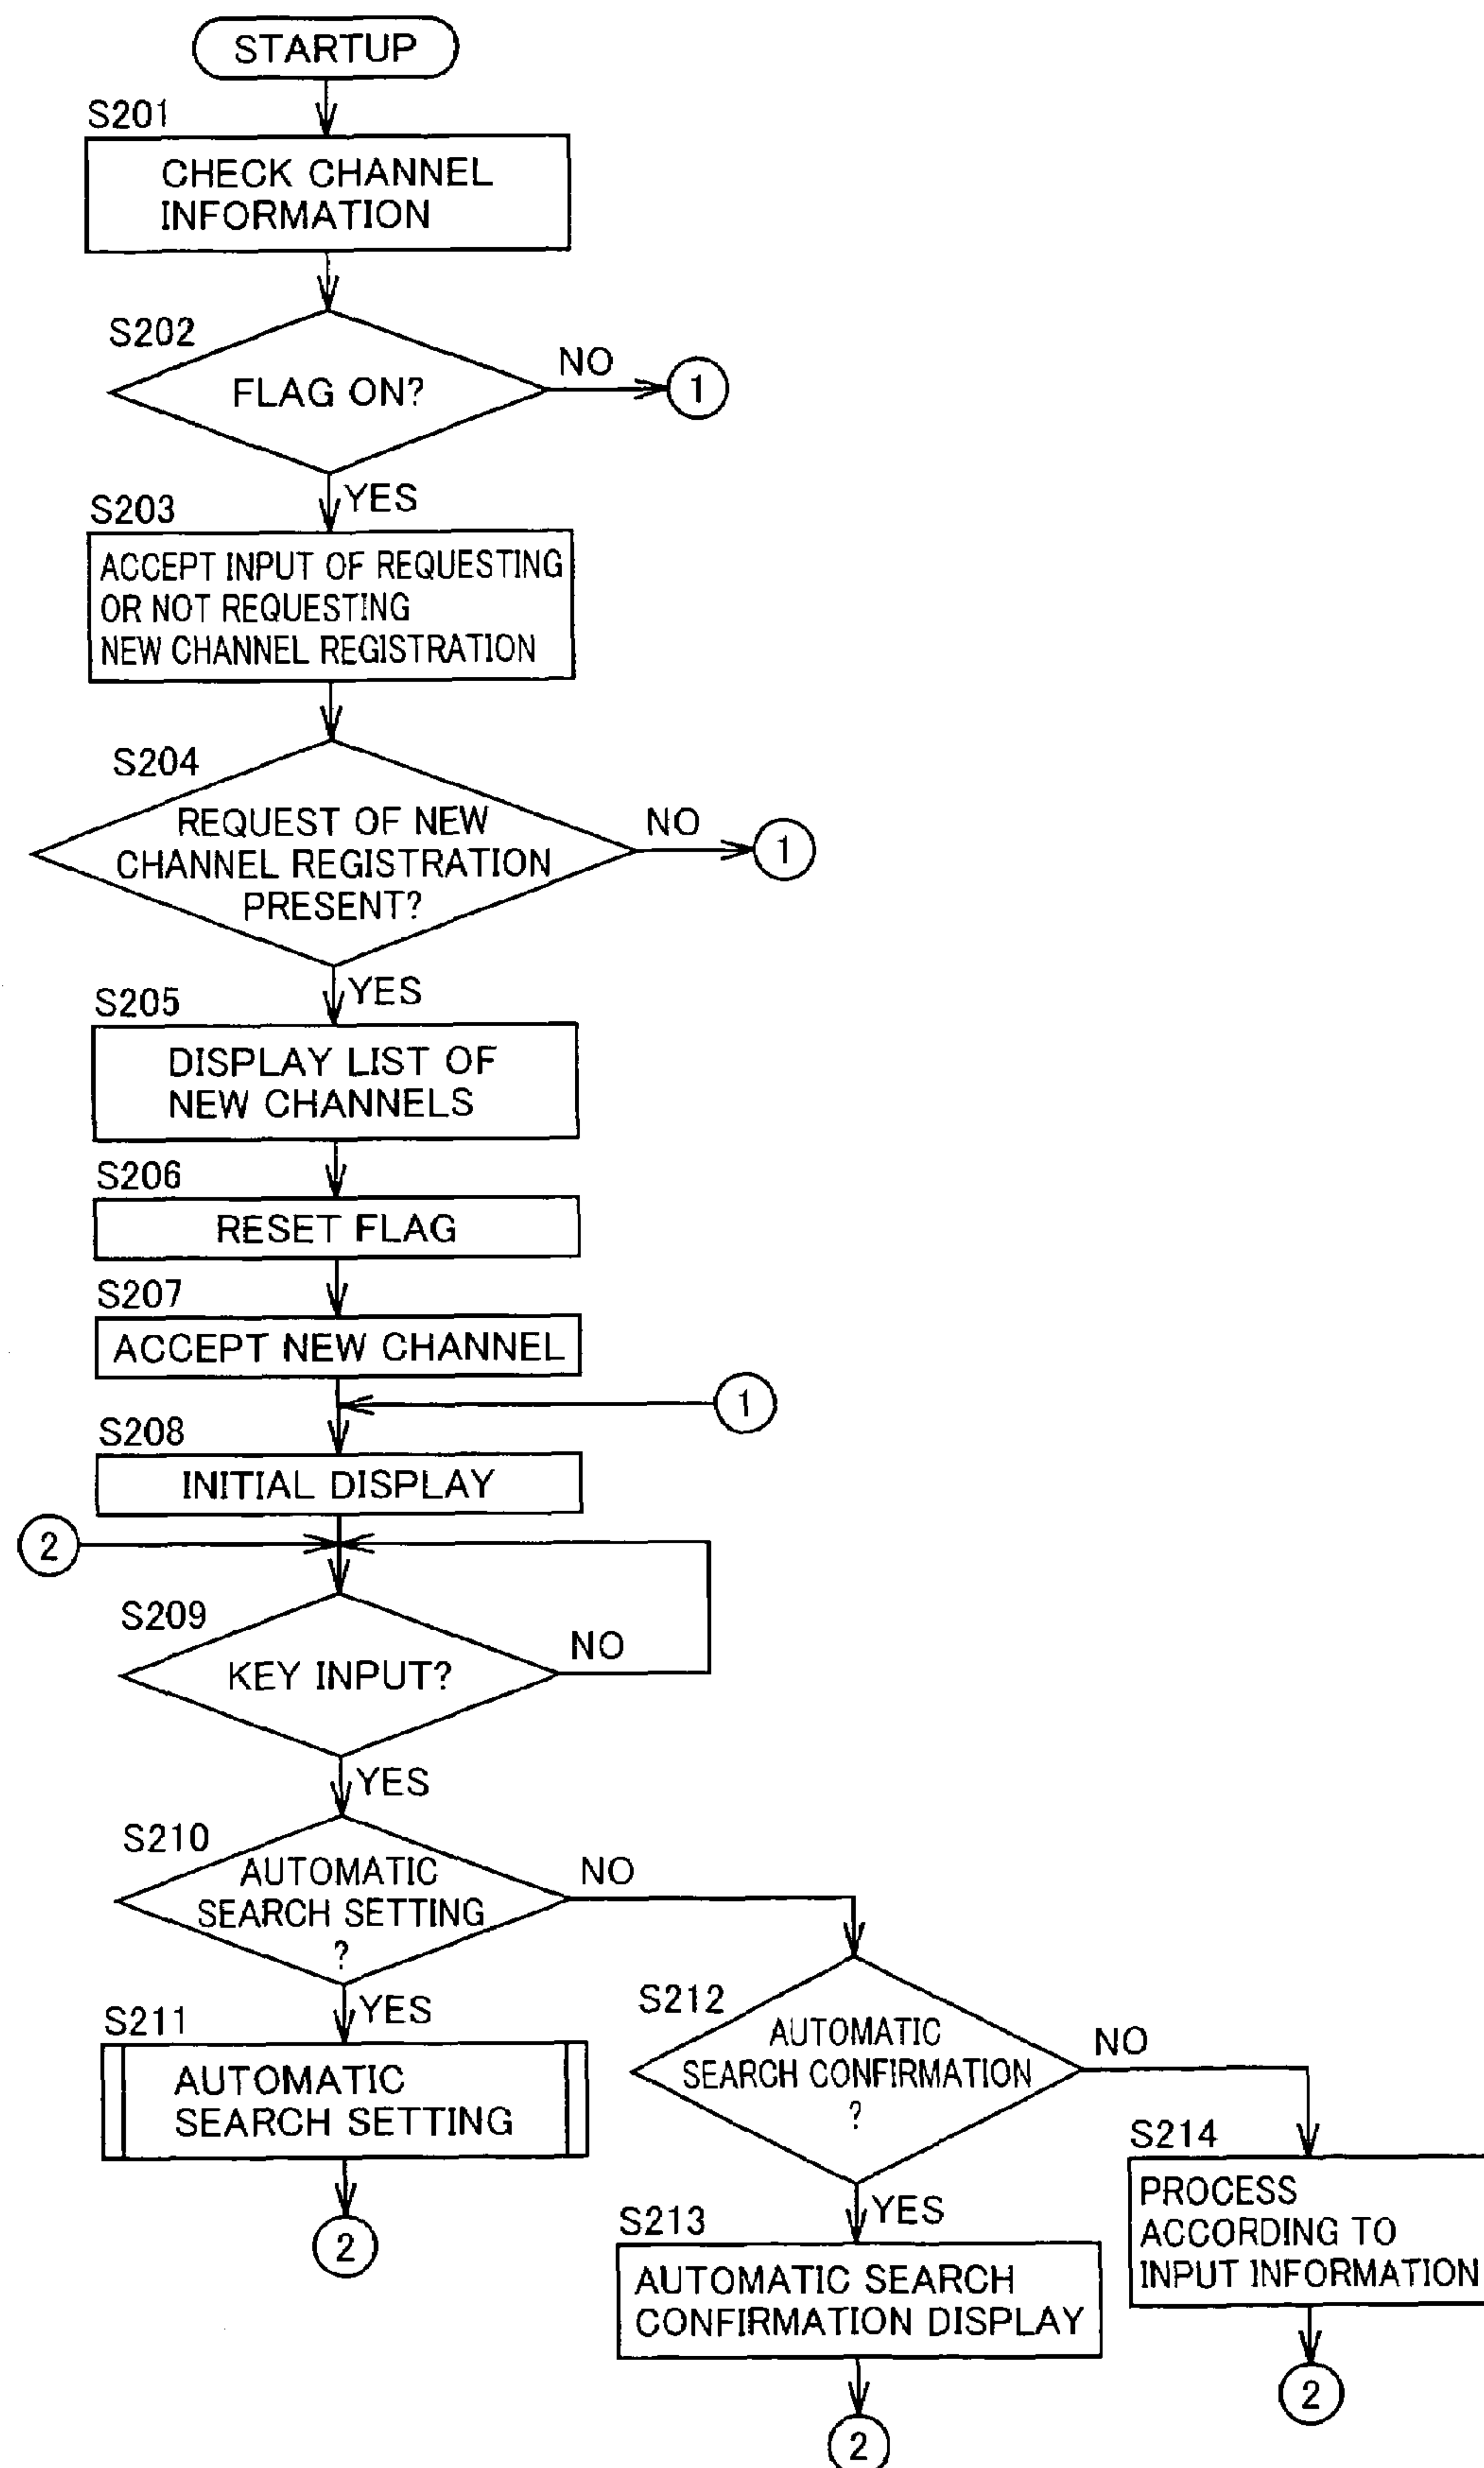 STARTUP
S201
CHECK CHANNEL
INFORMATION
S202
FLAG ON?
NO
1
YES
S203
ACCEPT INPUT OF REQUESTING
OR NOT REQUESTING
NEW CHANNEL REGISTRATION
S204
REQUEST OF NEW
CHANNEL REGISTRATION
PRESENT?
NO
1
YES
S205
DISPLAY LIST OF
NEW CHANNELS
S206
RESET FLAG
S207
ACCEPT NEW CHANNEL
1
S208
INITIAL DISPLAY
2
S209
KEY INPUT?
NO
YES
S210
AUTOMATIC
SEARCH SETTING
?
NO
YES
S211
AUTOMATIC
SEARCH SETTING
2
S212
AUTOMATIC
SEARCH CONFIRMATION
?
NO
YES
S213
AUTOMATIC SEARCH
CONFIRMATION DISPLAY
2
S214
PROCESS
ACCORDING TO
INPUT INFORMATION
2